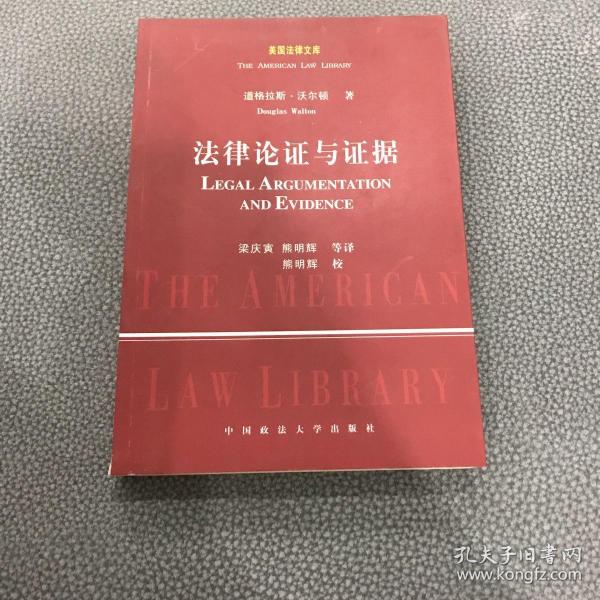 美国法律文库
THE AMERICAN LAW LIBRARY
道格拉斯·沃尔顿 著
Douglas Walton
法律论证与证据
LEGAL ARGUMENTATION
AND EVIDENCE
梁庆寅 熊明辉 等译
熊明辉 校
THE AMERICAN
LAW LIBRARY
中国政法大学出版社
孔夫子旧书网
www.kongfz.com